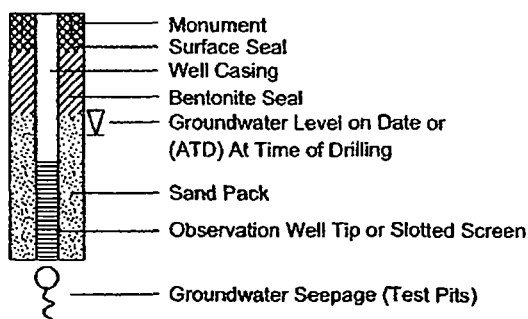 Monument
Surface Seal
Well Casing
Bentonite Seal
Groundwater Level on Date or
(ATD) At Time of Drilling
Sand Pack
Observation Well Tip or Slotted Screen
Groundwater Seepage (Test Pits)